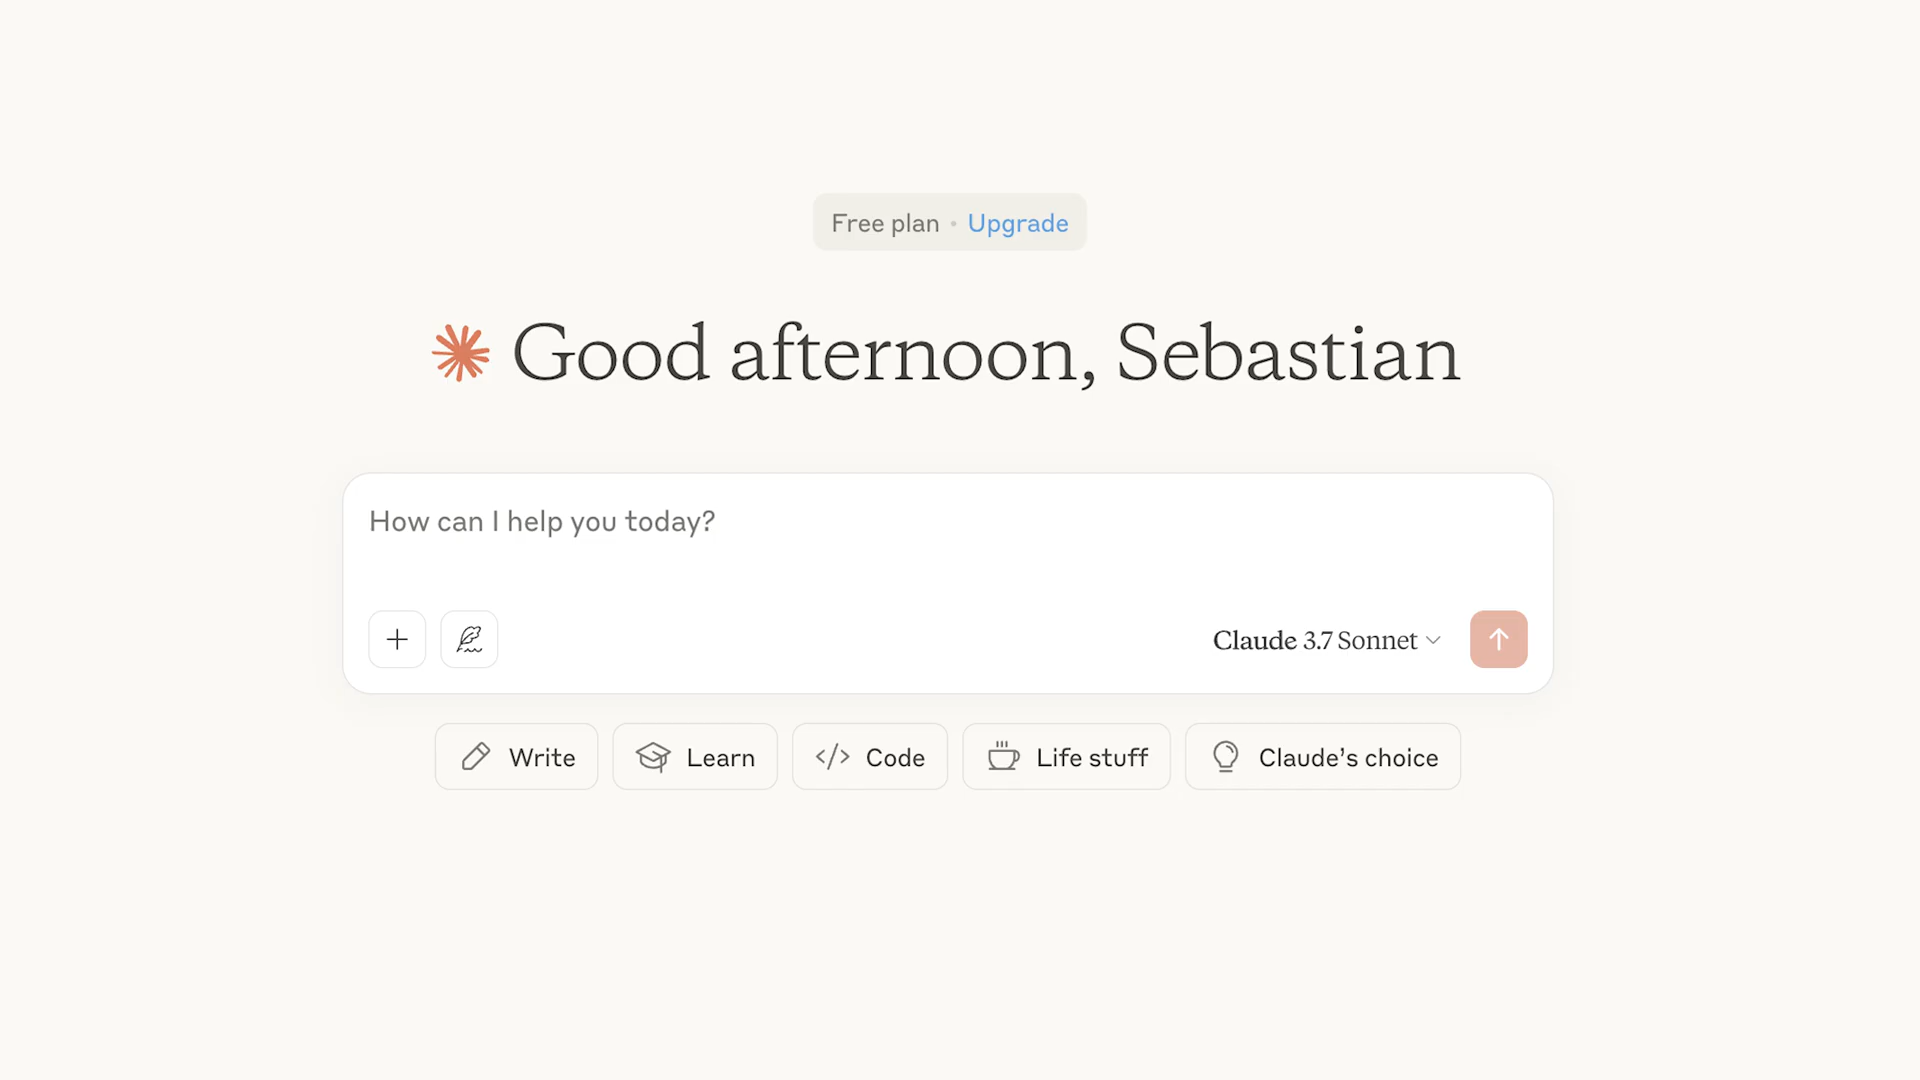 Free plan • Upgrade
Good afternoon, Sebastian
How can I help you today?
Claude 3.7 Sonnet
Write
Learn
</> Code
Life stuff
Claude’s choice